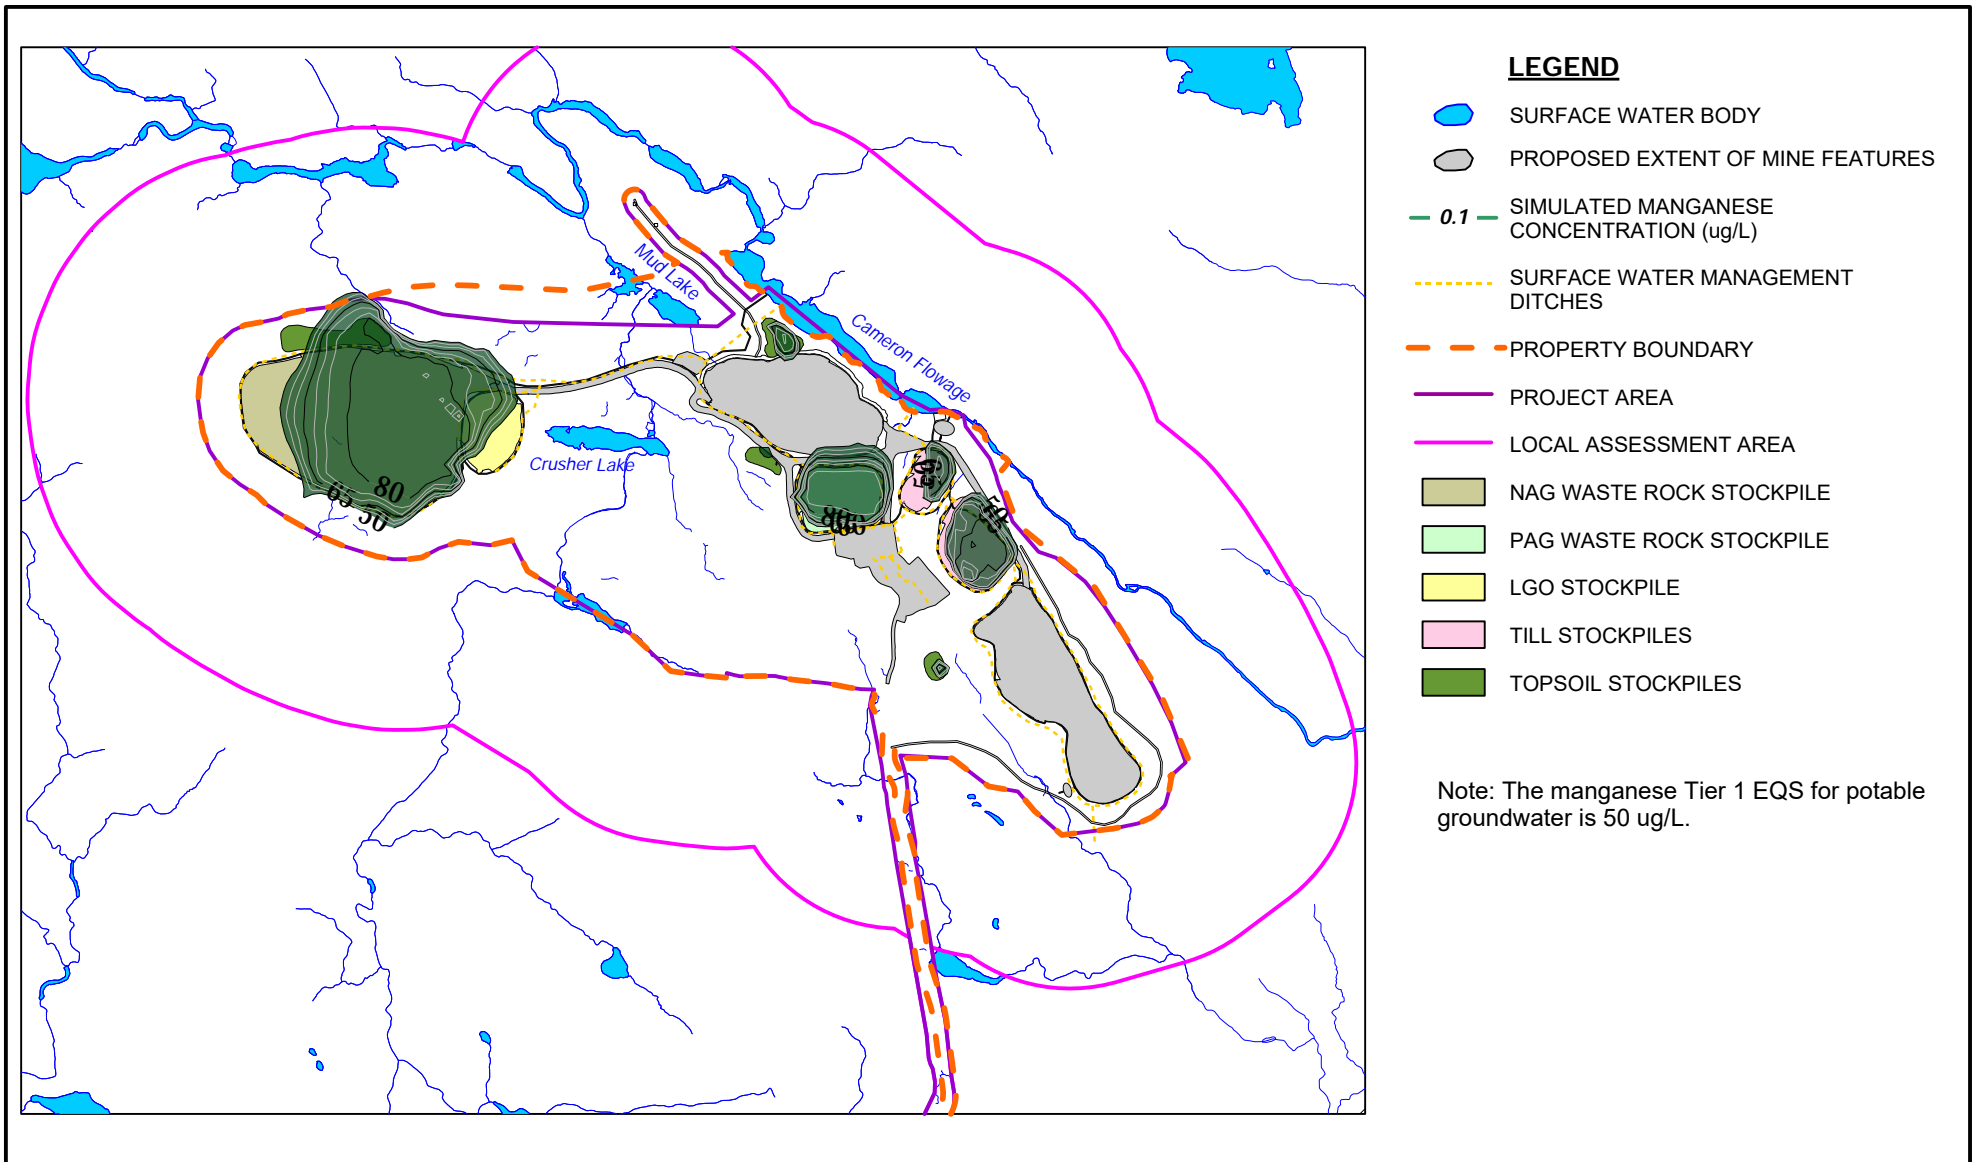 LEGEND
SURFACE WATER BODY
PROPOSED EXTENT OF MINE FEATURES
0.1
SIMULATED MANGANESE
CONCENTRATION (ug/L)
SURFACE WATER MANAGEMENT
DITCHES
PROPERTY BOUNDARY
PROJECT AREA
LOCAL ASSESSMENT AREA
NAG WASTE ROCK STOCKPILE
PAG WASTE ROCK STOCKPILE
LGO STOCKPILE
TILL STOCKPILES
TOPSOIL STOCKPILES
Note: The manganese Tier 1 EQS for potable
groundwater is 50 ug/L.
Mud Lake
Cameron Flowage
Crusher Lake
80
65
50